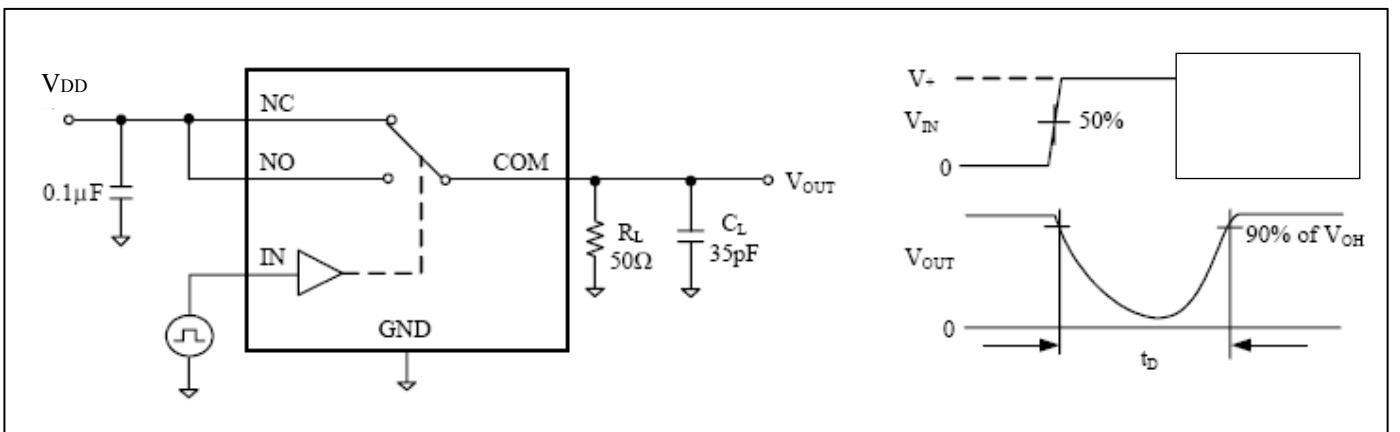 VDD
NC
NO
COM
0.1μF
IN
GND
RL
50Ω
CL
35pF
VOUT
V+
VIN
50%
0
VOUT
90% of VOH
0
tD